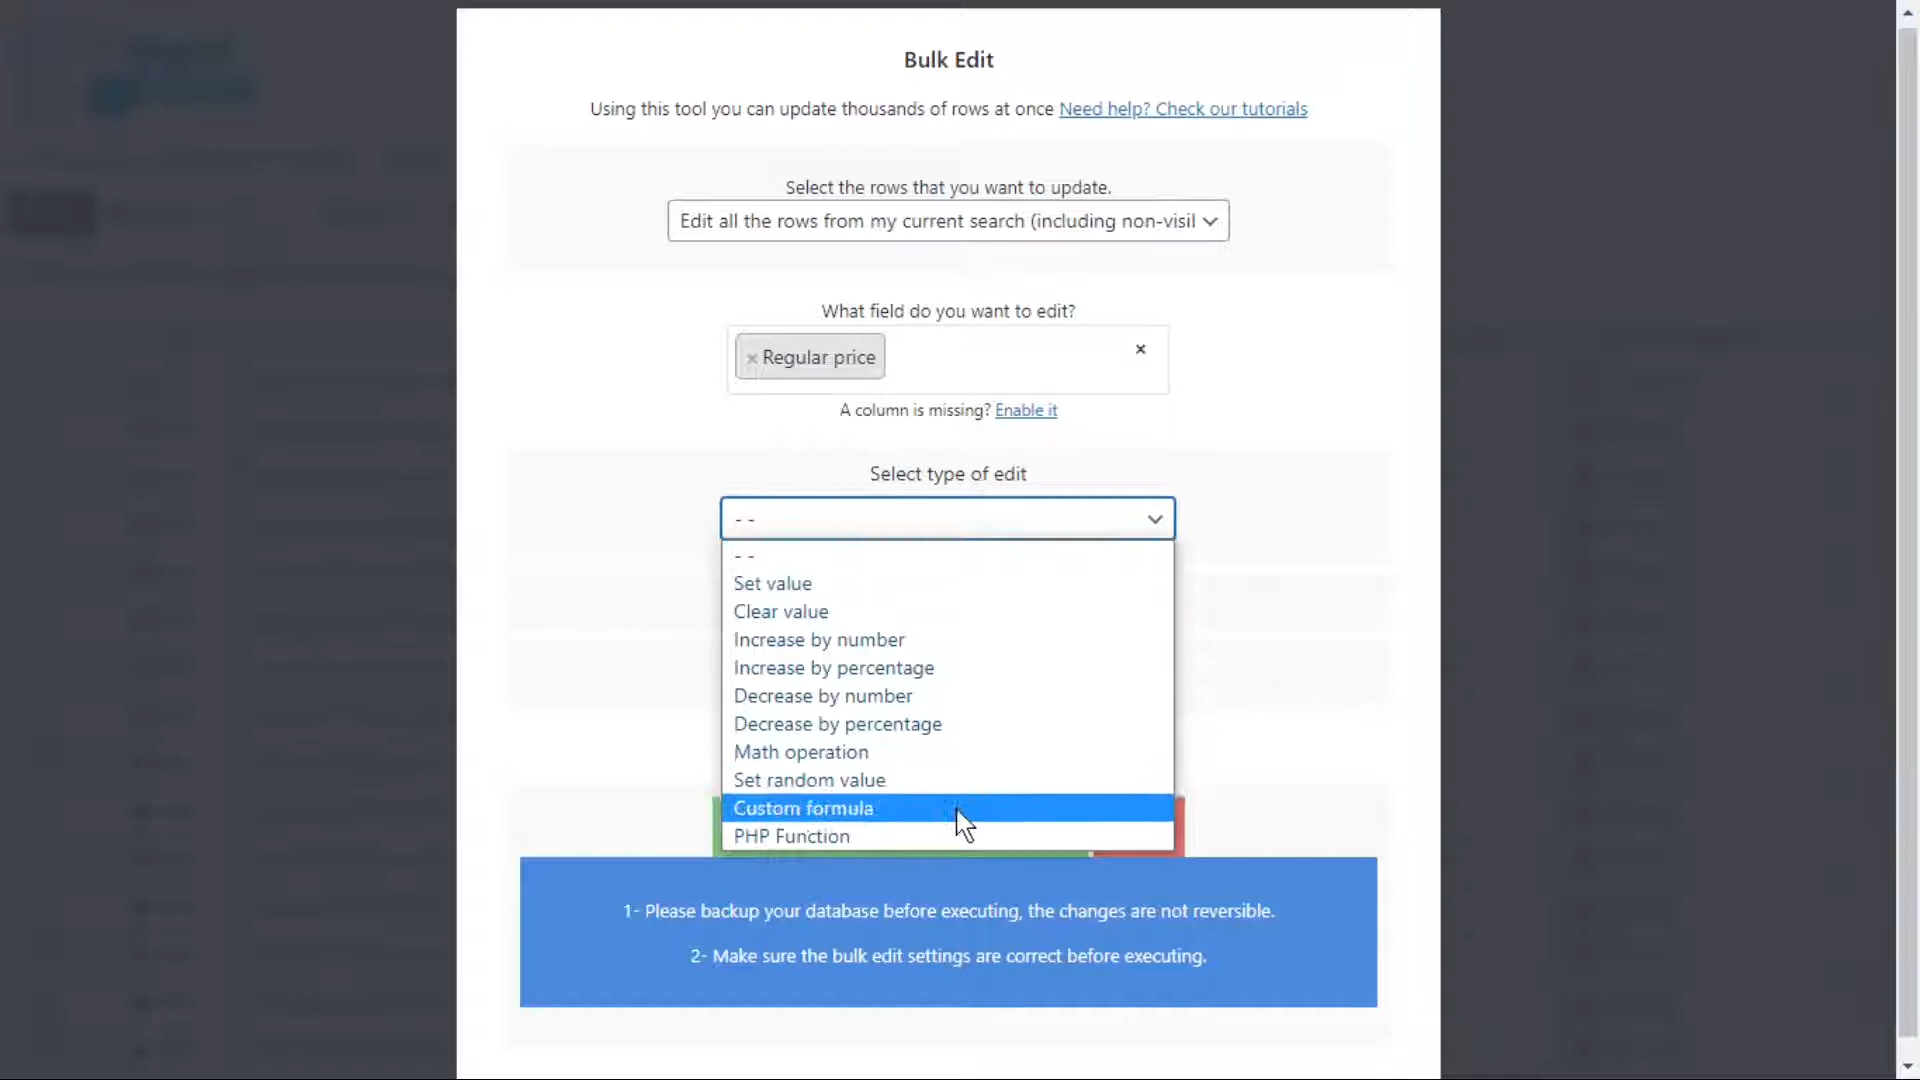 Bulk Edit
Using this tool you can update thousands of rows at once Need help? Check our tutorials
Select the rows that you want to update.
Edit all the rows from my current search (including non-visil
What field do you want to edit?
× Regular price ×
A column is missing? Enable it
Select type of edit
- -
- -
Set value
Clear value
Increase by number
Increase by percentage
Decrease by number
Decrease by percentage
Math operation
Set random value
Custom formula
PHP Function
1- Please backup your database before executing, the changes are not reversible.
2- Make sure the bulk edit settings are correct before executing.